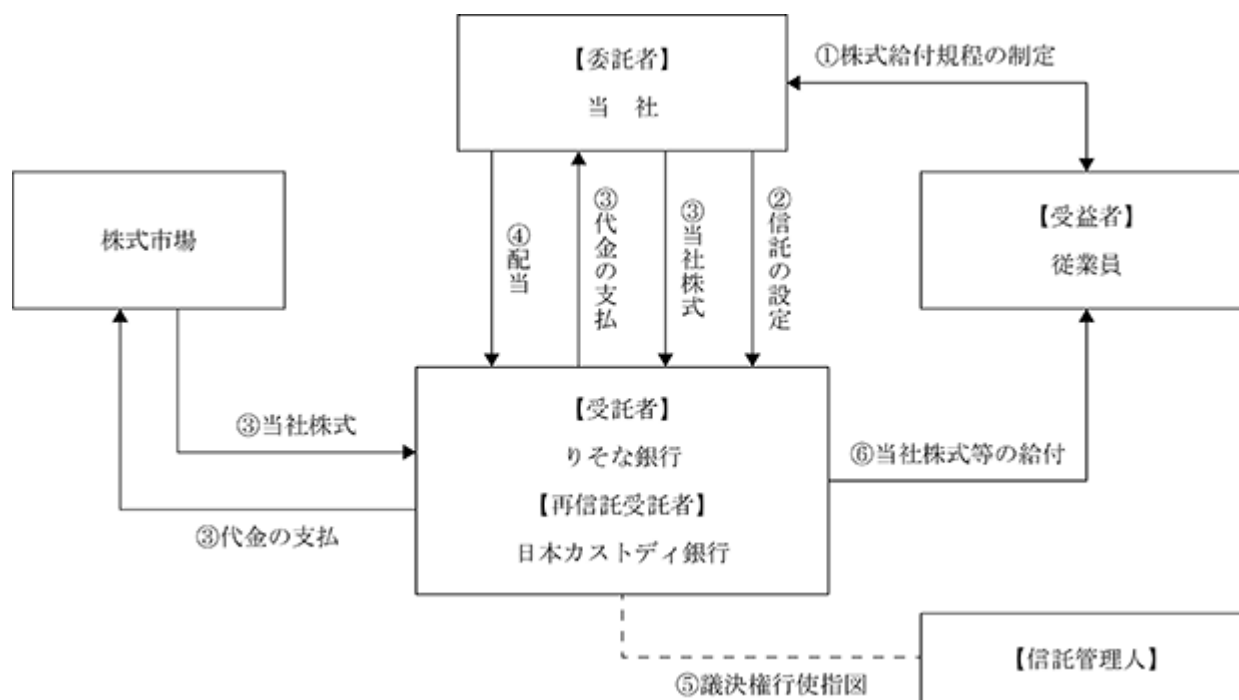 【委託者】
当　社
①株式給付規程の制定
株式市場
④配当
③代金の支払
③当社株式
②信託の設定
【受益者】
従業員
③当社株式
③代金の支払
【受託者】
りそな銀行
【再信託受託者】
日本カストディ銀行
⑥当社株式等の給付
⑤議決権行使指図
【信託管理人】